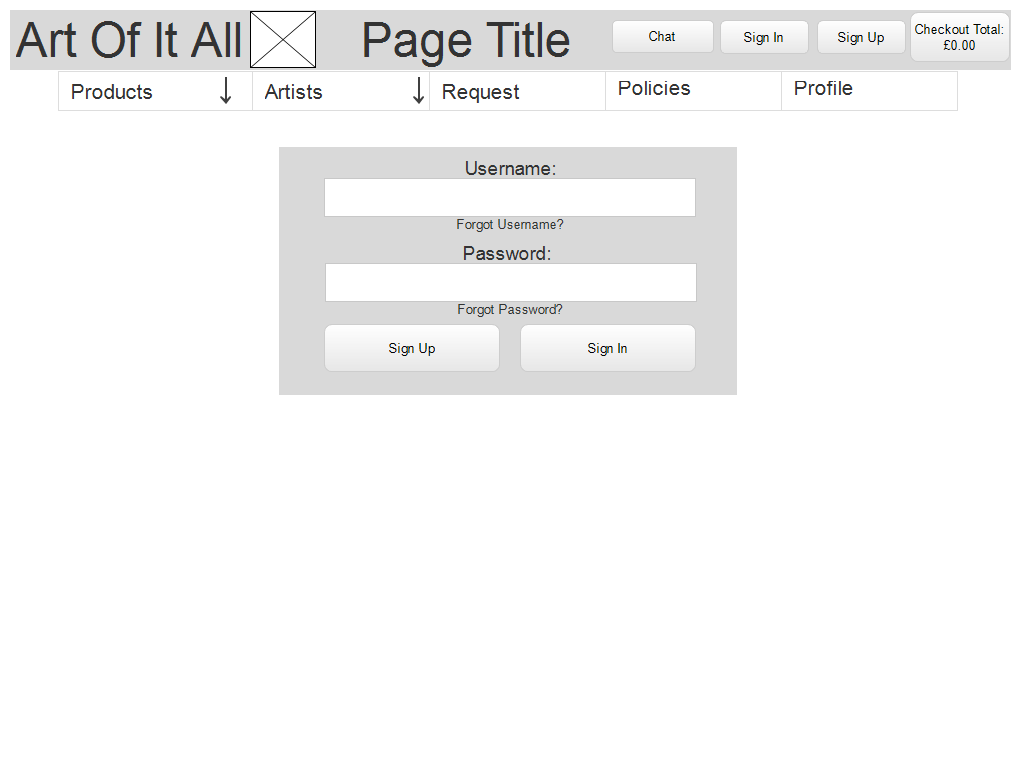 Art Of It All
Page Title
Chat
Sign In
Sign Up
Checkout Total:
£0.00
Products
Artists
Request
Policies
Profile
Username:
Forgot Username?
Password:
Forgot Password?
Sign Up
Sign In